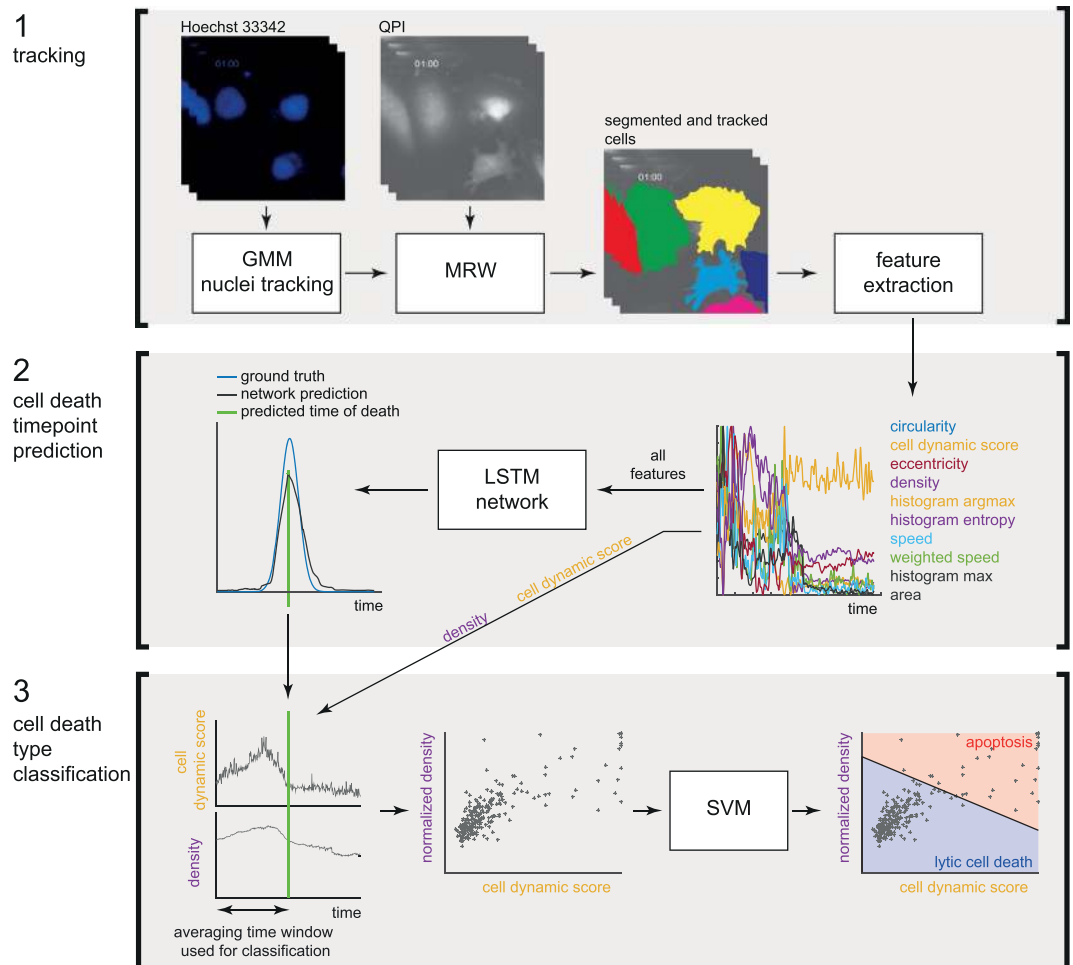 1
tracking
Hoechst 33342
QPI
01:00
01:00
segmented and tracked
cells
01:00
GMM
nuclei tracking
MRW
feature
extraction
2
cell death
timepoint
prediction
ground truth
network prediction
predicted time of death
time
LSTM
network
all
features
circularity
cell dynamic score
eccentricity
density
histogram argmax
histogram entropy
speed
weighted speed
histogram max
area
time
cell dynamic score
density
3
cell death
type
classification
cell
dynamic score
density
time
averaging time window
used for classification
normalized density
cell dynamic score
SVM
normalized density
apoptosis
lytic cell death
cell dynamic score